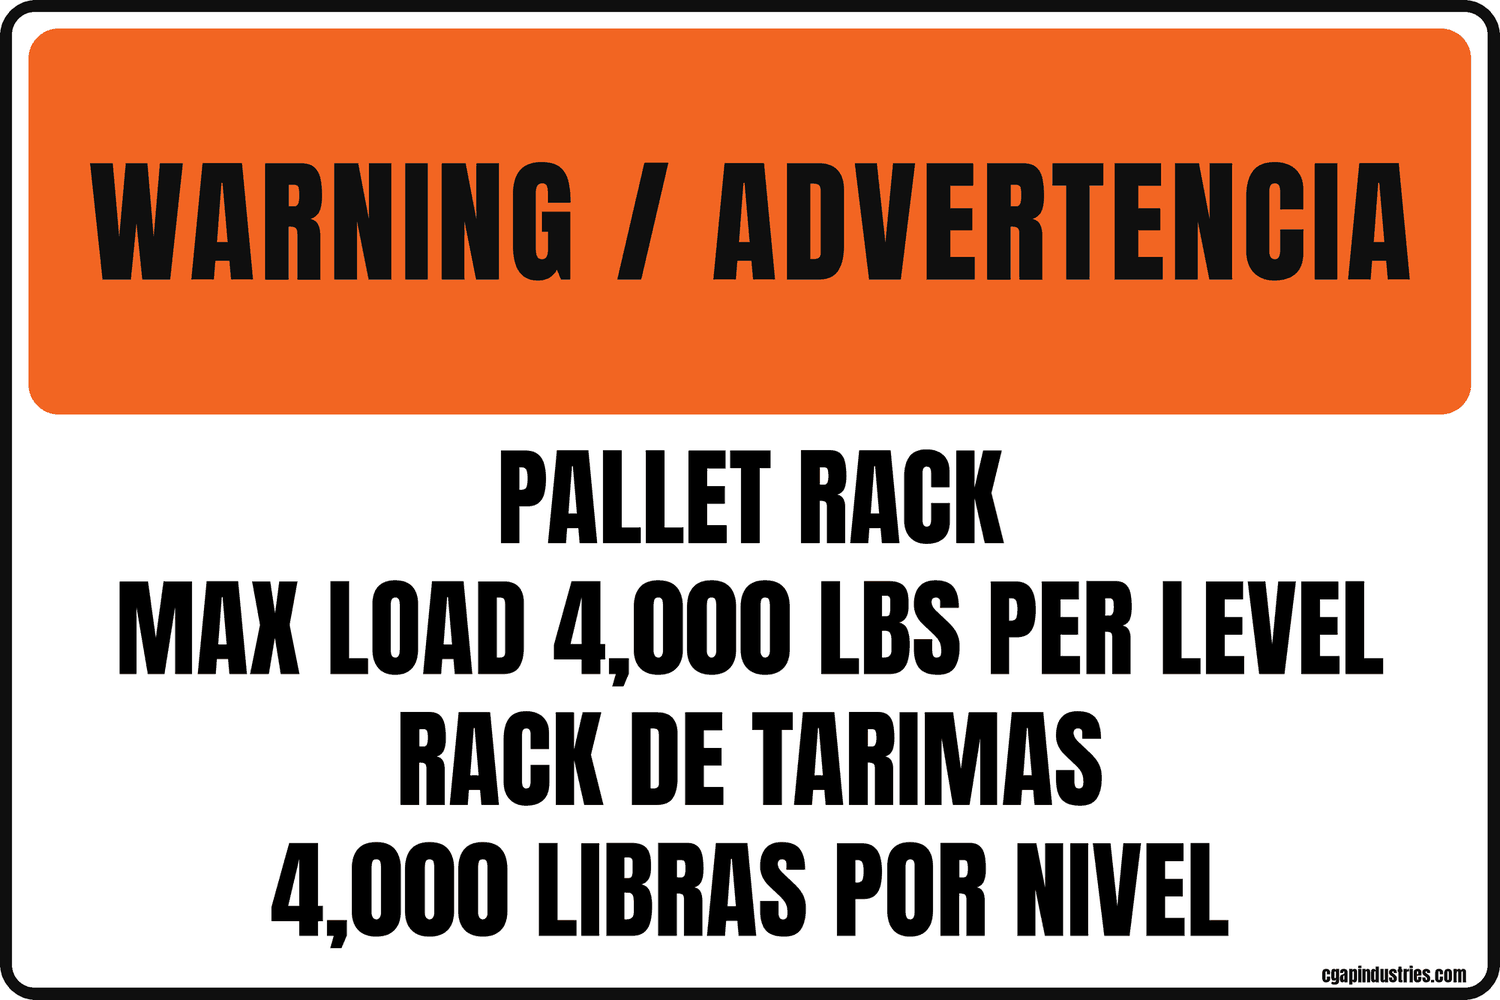 WARNING / ADVERTENCIA
PALLET RACK
MAX LOAD 4,000 LBS PER LEVEL
RACK DE TARIMAS
4,000 LIBRAS POR NIVEL
cgapindustries.com